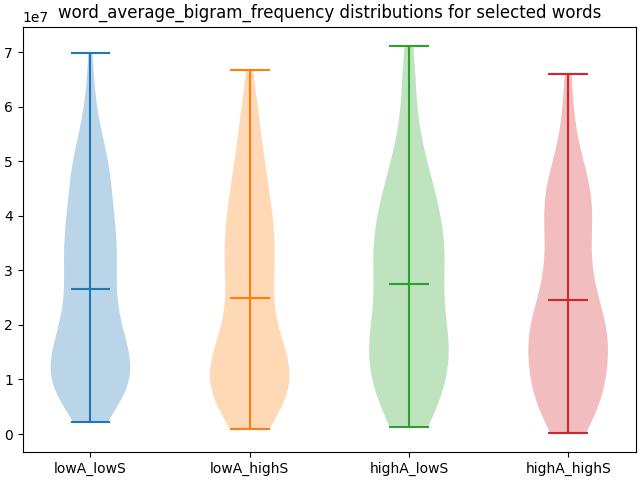 word_average_bigram_frequency distributions for selected words
1e7
7
6
5
4
3
2
1
0
lowA_lowS lowA_highS highA_lowS highA_highS